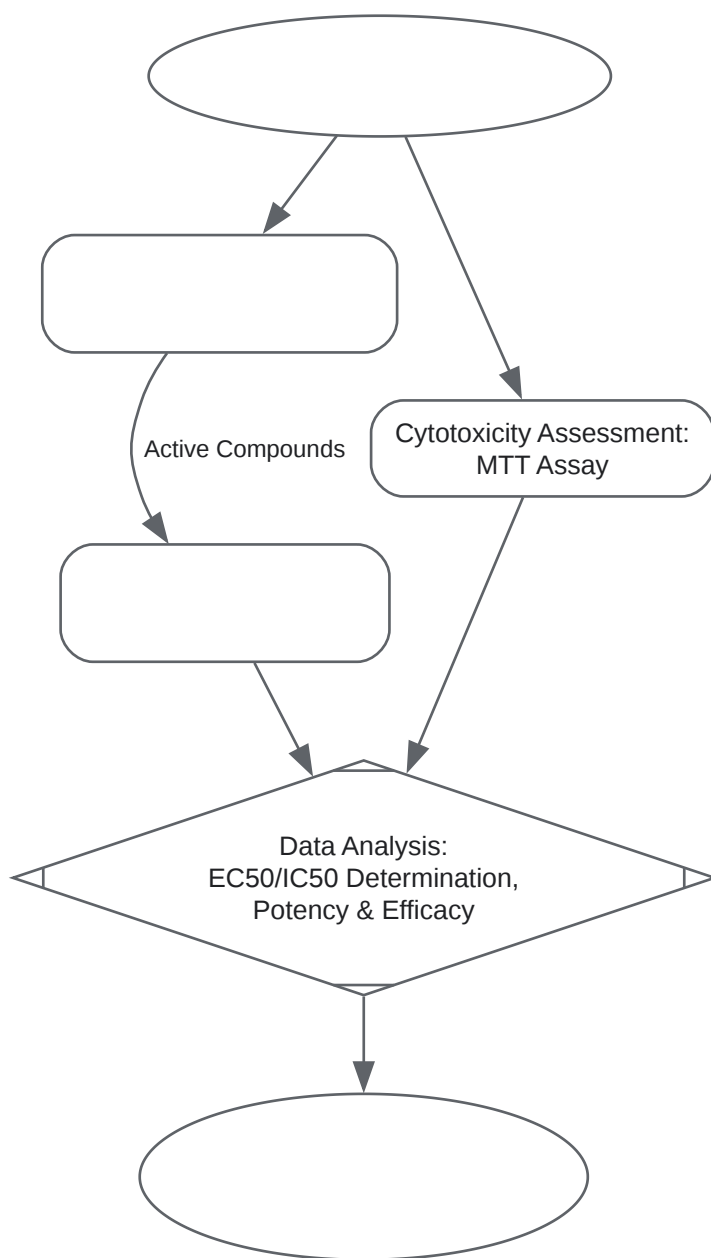 Active Compounds
Cytotoxicity Assessment:
MTT Assay
Data Analysis:
EC50/IC50 Determination,
Potency & Efficacy